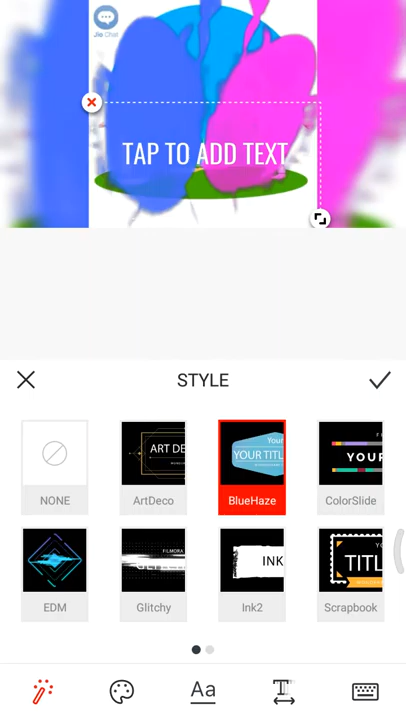 Jio Chat
TAP TO ADD TEXT
STYLE
NONE
ART DE
ArtDeco
Your
YOUR TITL
BlueHaze
YOUR
ColorSlide
EDM
FILMORA
Glitchy
INK
Ink2
YO
TITL
Scrapbook
Aa
T